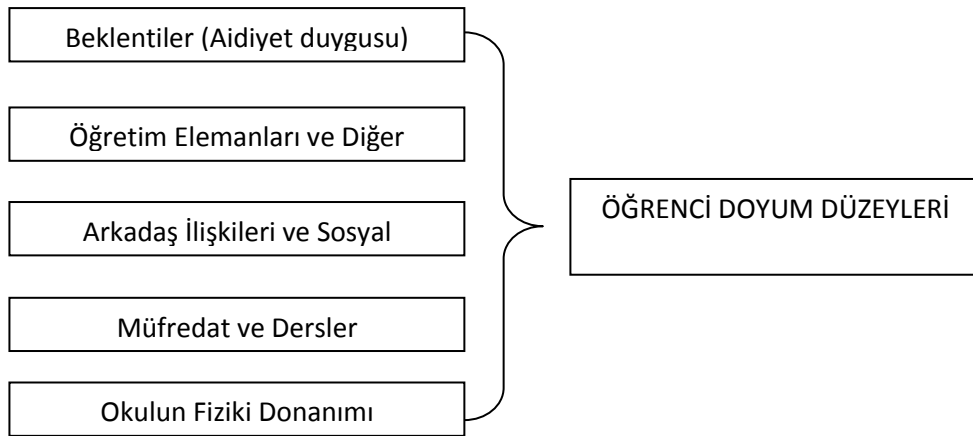 Beklentiler (Aidiyet duygusu)
Öğretim Elemanları ve Diğer
Arkadaş İlişkileri ve Sosyal
Müfredat ve Dersler
Okulun Fiziki Donanımı
ÖĞRENCİ DOYUM DÜZEYLERİ